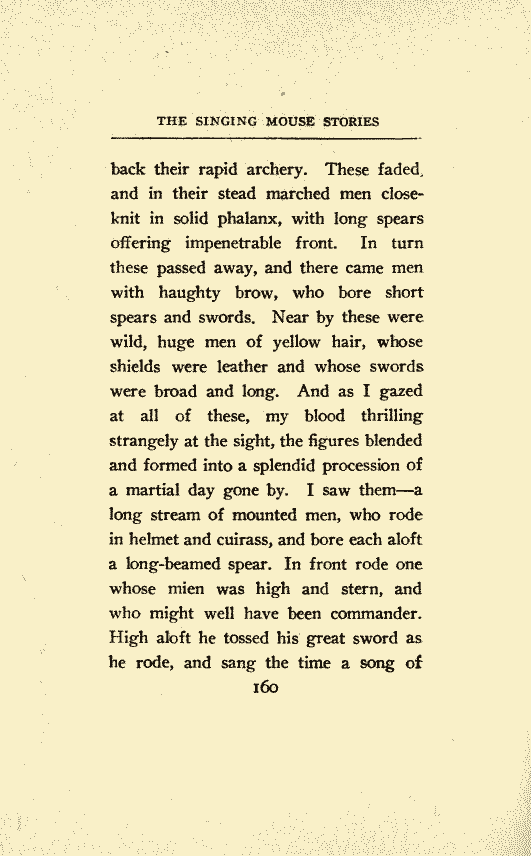 THE SINGING MOUSE STORIES
back their rapid archery. These faded,
and in their stead marched men close-
knit in solid phalanx, with long spears
offering impenetrable front. In turn
these passed away, and there came men
with haughty brow, who bore short
spears and swords. Near by these were
wild, huge men of yellow hair, whose
shields were leather and whose swords
were broad and long. And as I gazed
at all of these, my blood thrilling
strangely at the sight, the figures blended
and formed into a splendid procession of
a martial day gone by. I saw them—a
long stream of mounted men, who rode
in helmet and cuirass, and bore each aloft
a long-beamed spear. In front rode one
whose mien was high and stern, and
who might well have been commander.
High aloft he tossed his great sword as
he rode, and sang the time a song of
160